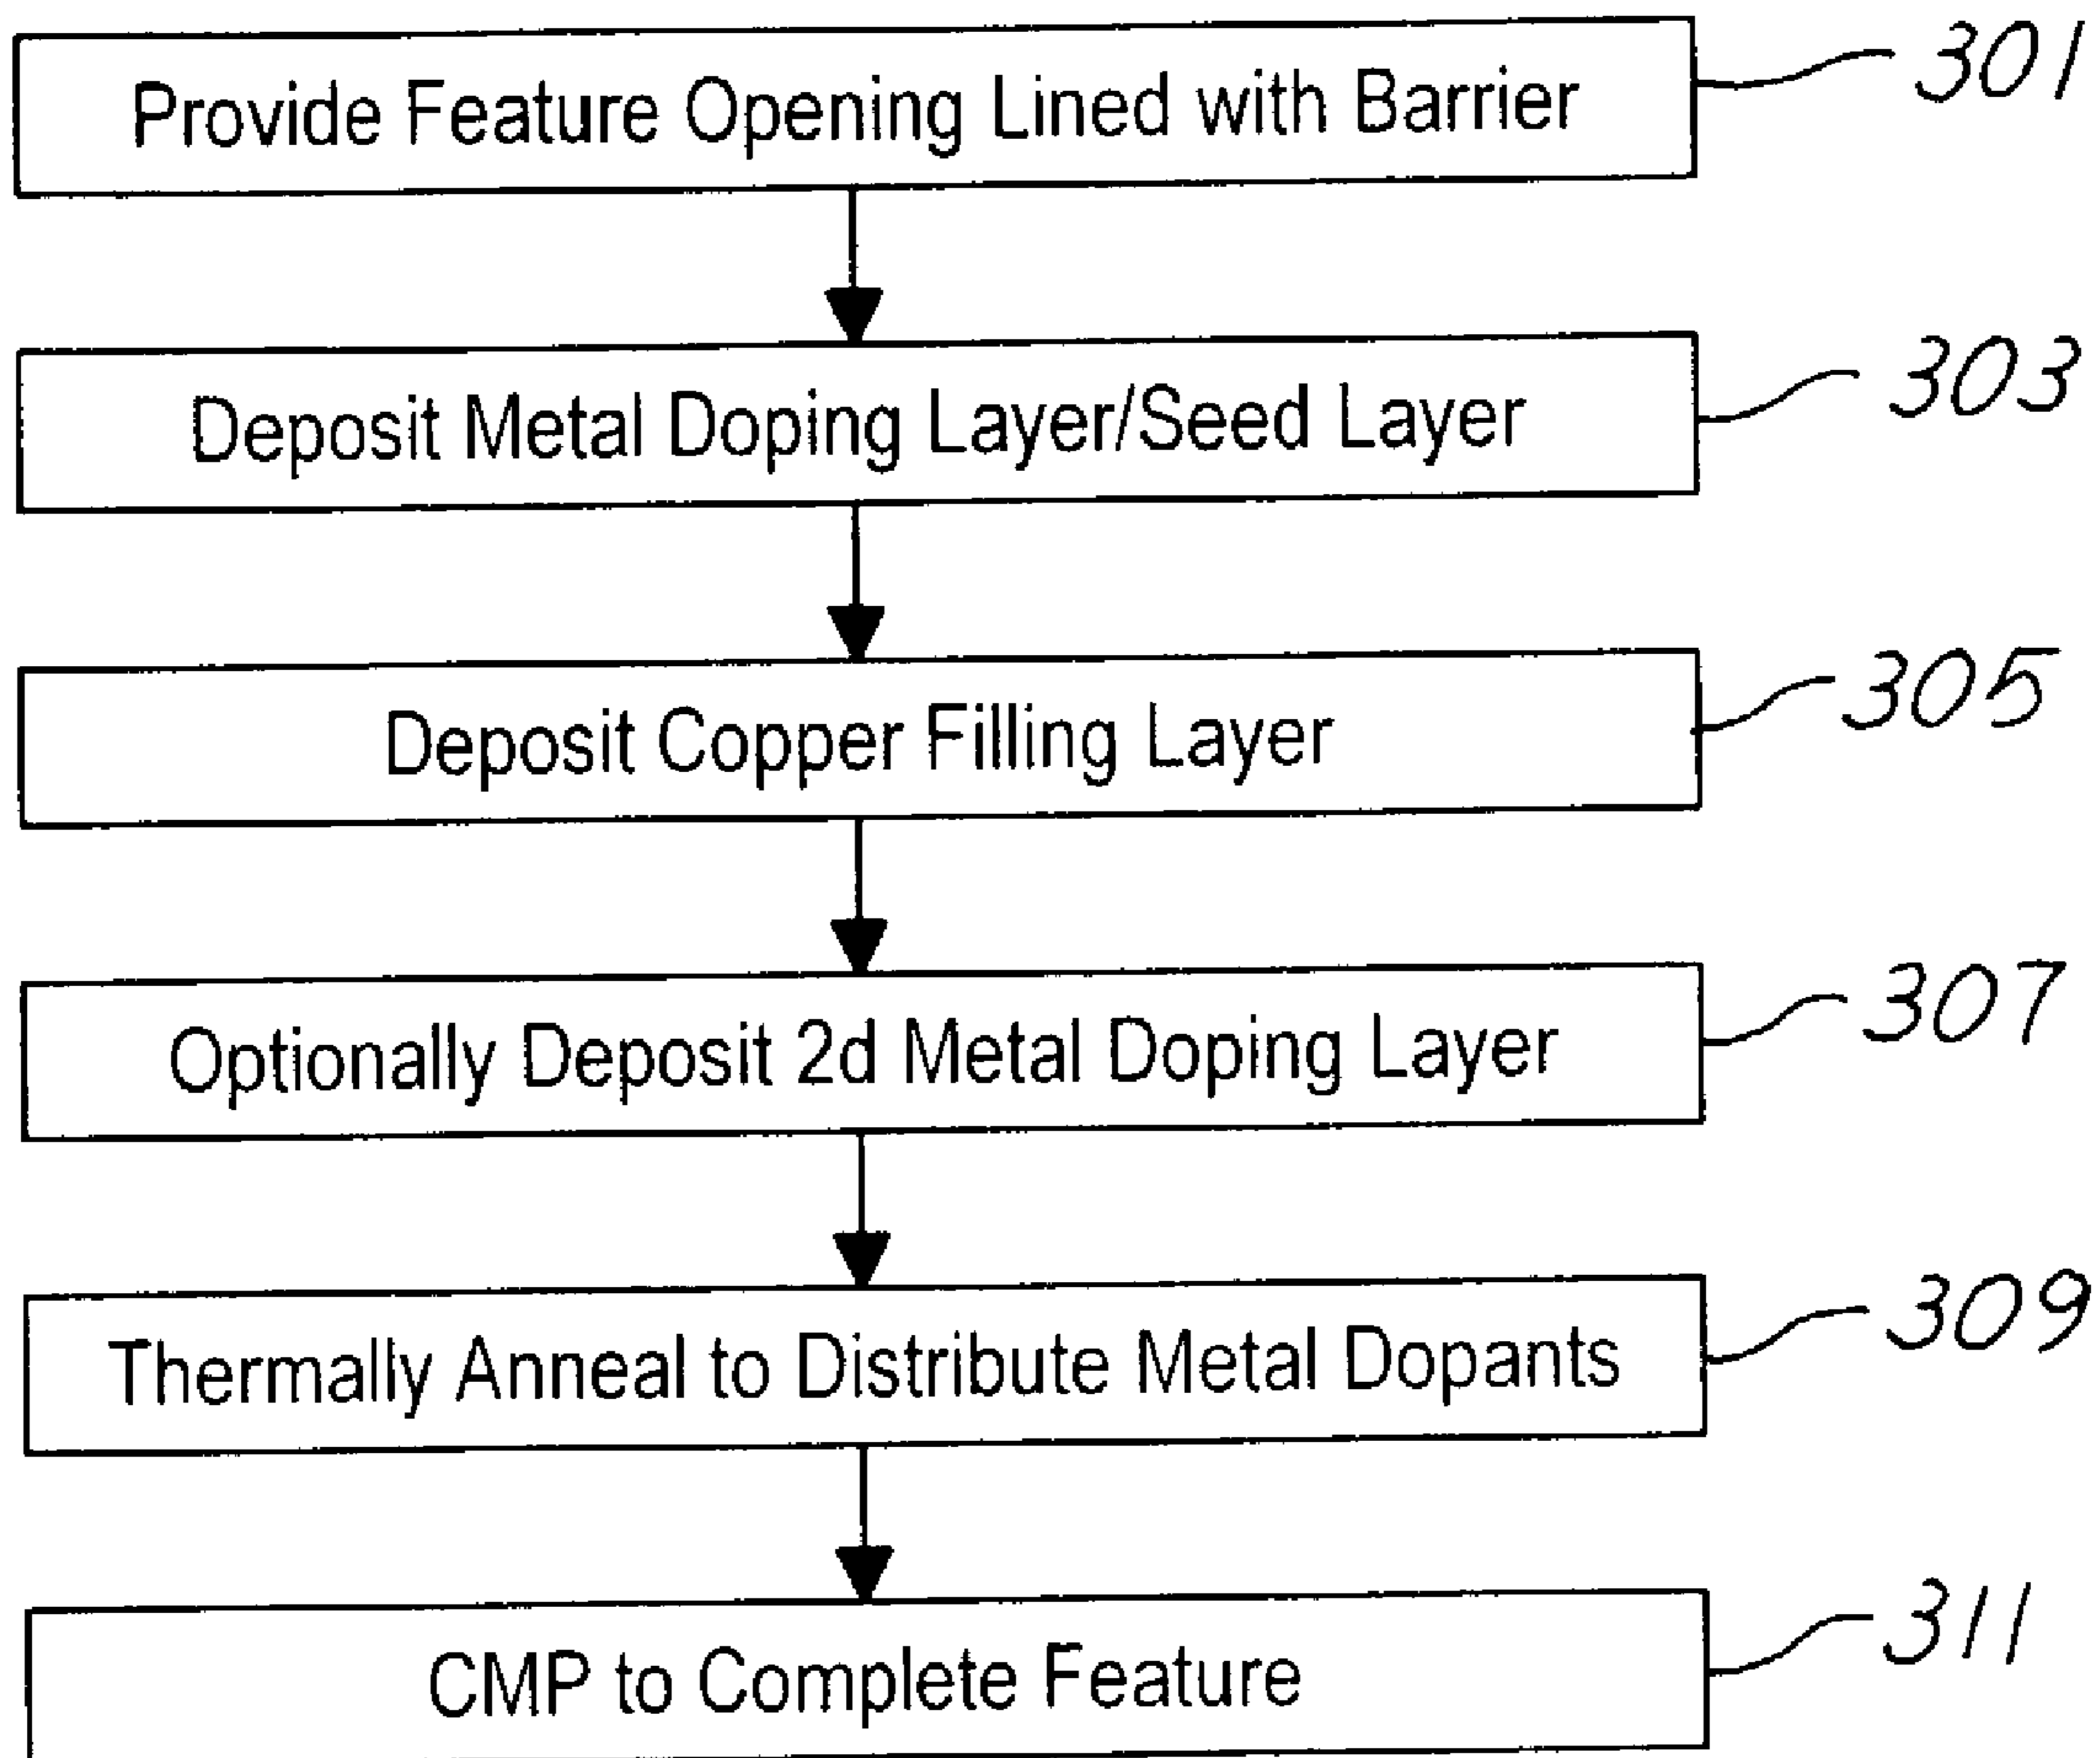 Provide Feature Opening Lined with Barrier 301
Deposit Metal Doping Layer/Seed Layer 303
Deposit Copper Filling Layer 305
Optionally Deposit 2d Metal Doping Layer 307
Thermally Anneal to Distribute Metal Dopants 309
CMP to Complete Feature 311